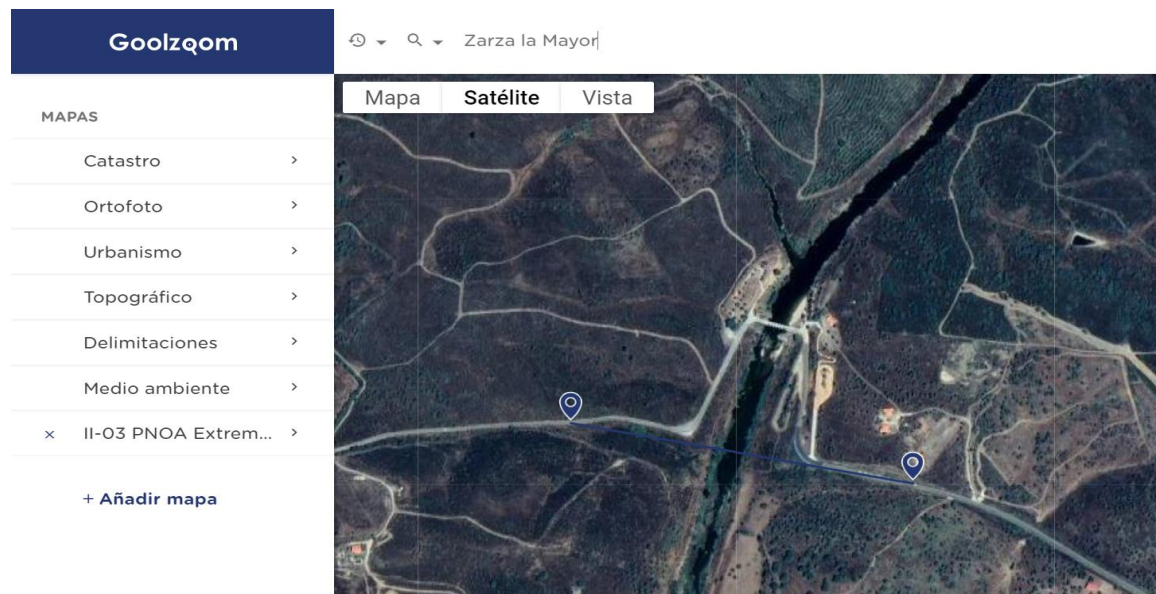 Goolzoom
Zarza la Mayor
Mapa Satélite Vista
MAPAS
Catastro
Ortofoto
Urbanismo
Topográfico
Delimitaciones
Medio ambiente
× II-03 PNOA Extrem...
+ Añadir mapa